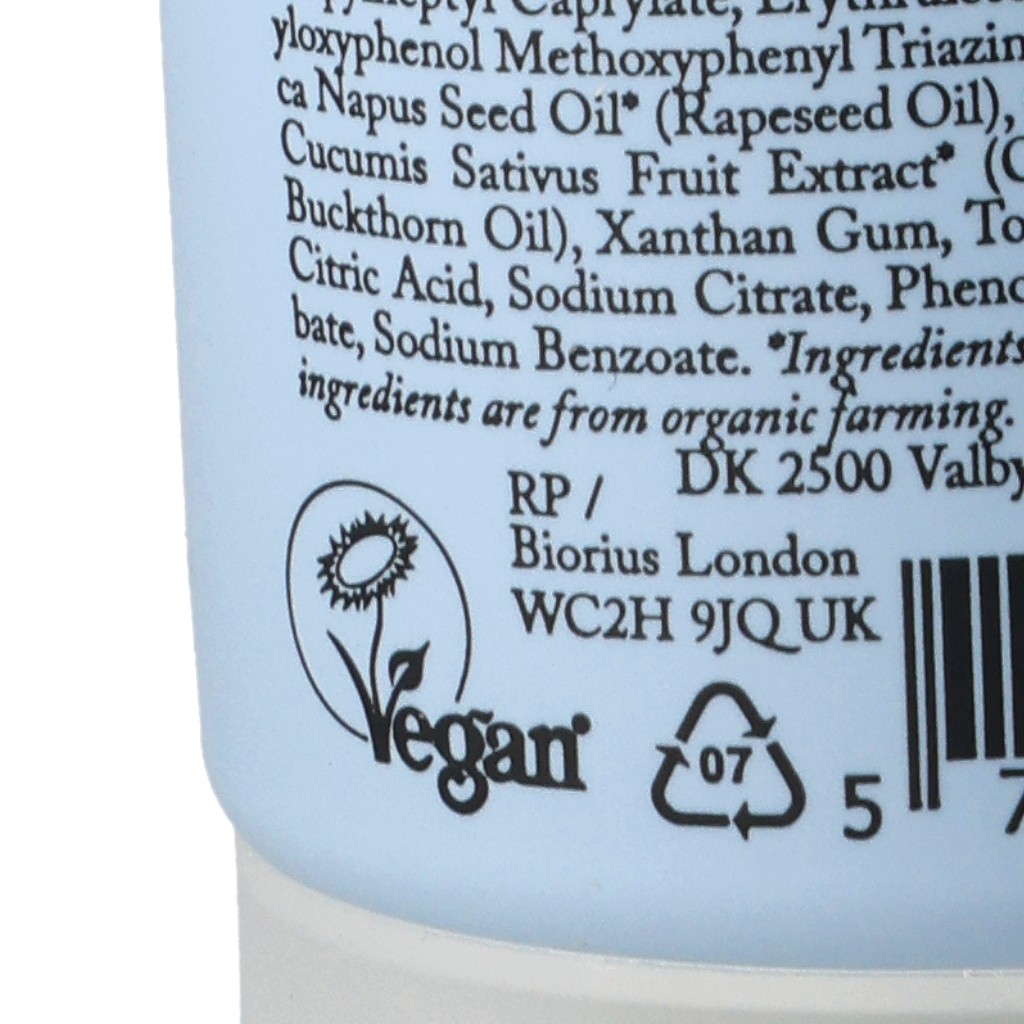 Caprylate,
yloxyphenol Methoxyphenyl
ca Napus Seed Oil* (Rapeseed Oil),
Cucumis Sativus Fruit Extract* (
Buckthorn Oil), Xanthan Gum,
Citric Acid, Sodium Citrate,
bate, Sodium Benzoate. *Ingredients
ingredients are from organic farming.
DK 2500 Valby
RP /
Biorius London
WC2H 9JQ UK
Vegan
07
5 7